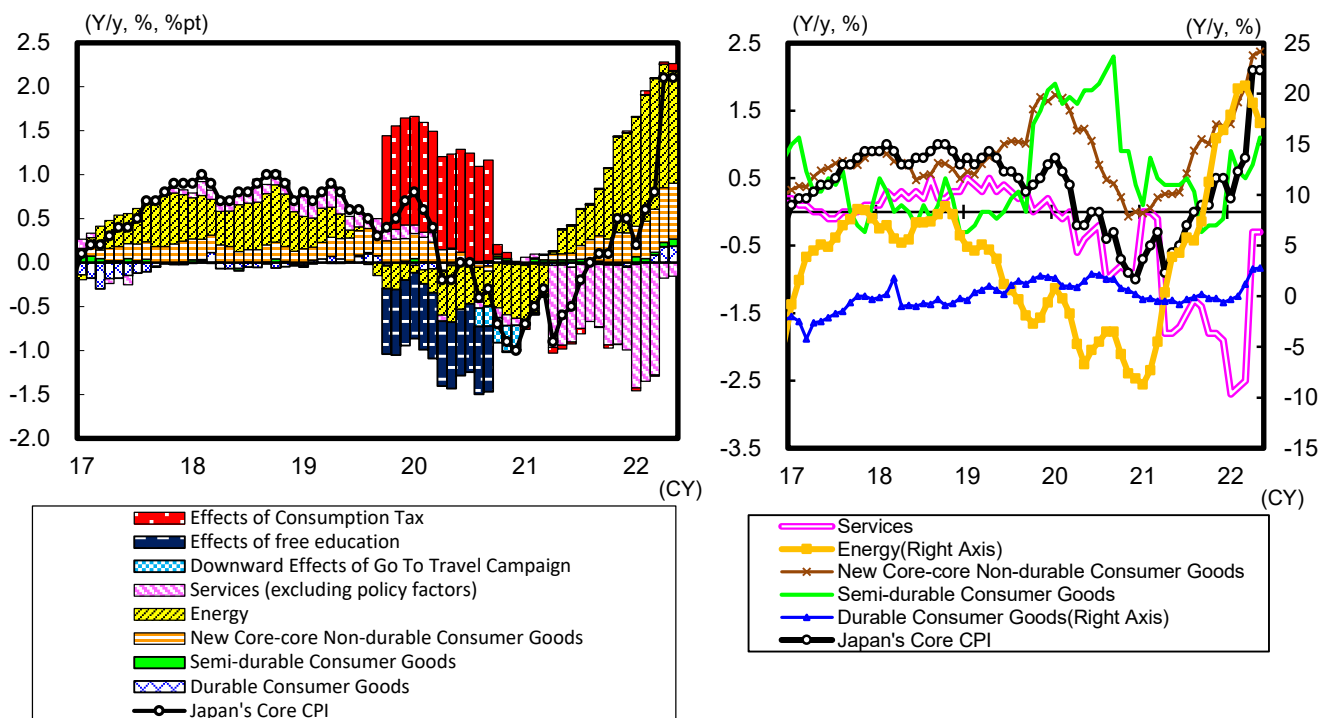 (Y/y, %, %pt)
2.5
2.0
1.5
1.0
0.5
0.0
-0.5
-1.0
-1.5
-2.0
17 18 19 20 21 22
(CY)
Effects of Consumption Tax
Effects of free education
Downward Effects of Go To Travel Campaign
Services (excluding policy factors)
Energy
New Core-core Non-durable Consumer Goods
Semi-durable Consumer Goods
Durable Consumer Goods
Japan's Core CPI
(Y/y, %) (Y/y, %)
2.5 25
20
1.5 15
0.5 10
-0.5 5
0
-1.5 -5
-2.5 -10
-3.5 -15
17 18 19 20 21 22
(CY)
Services
Energy(Right Axis)
New Core-core Non-durable Consumer Goods
Semi-durable Consumer Goods
Durable Consumer Goods(Right Axis)
Japan's Core CPI